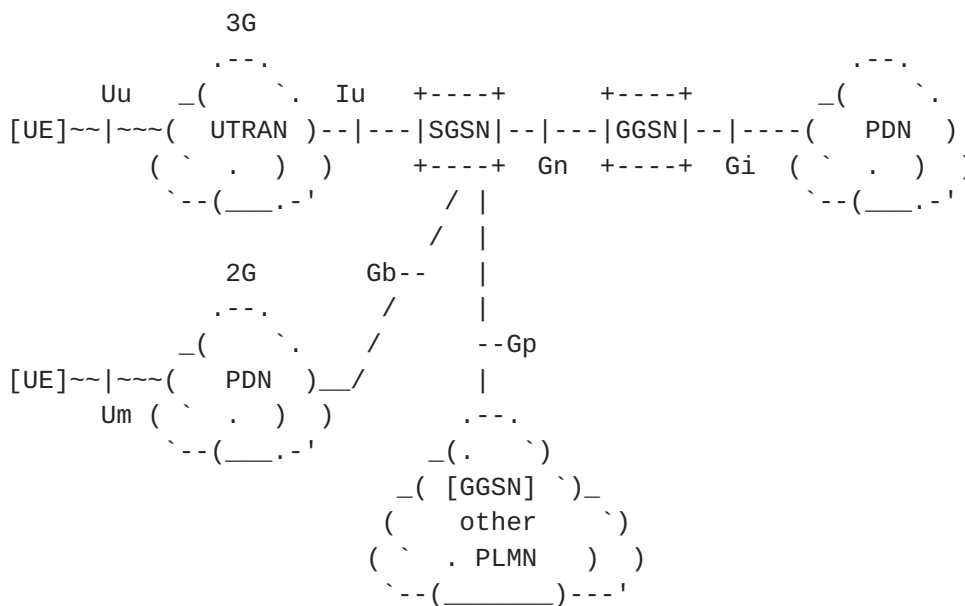 3G
Uu Iu
[UE] UTRAN SGSN GGSN PDN
Gn Gi
2G Gb
Gp
[UE] PDN
Um
[GGSN]
other
PLMN